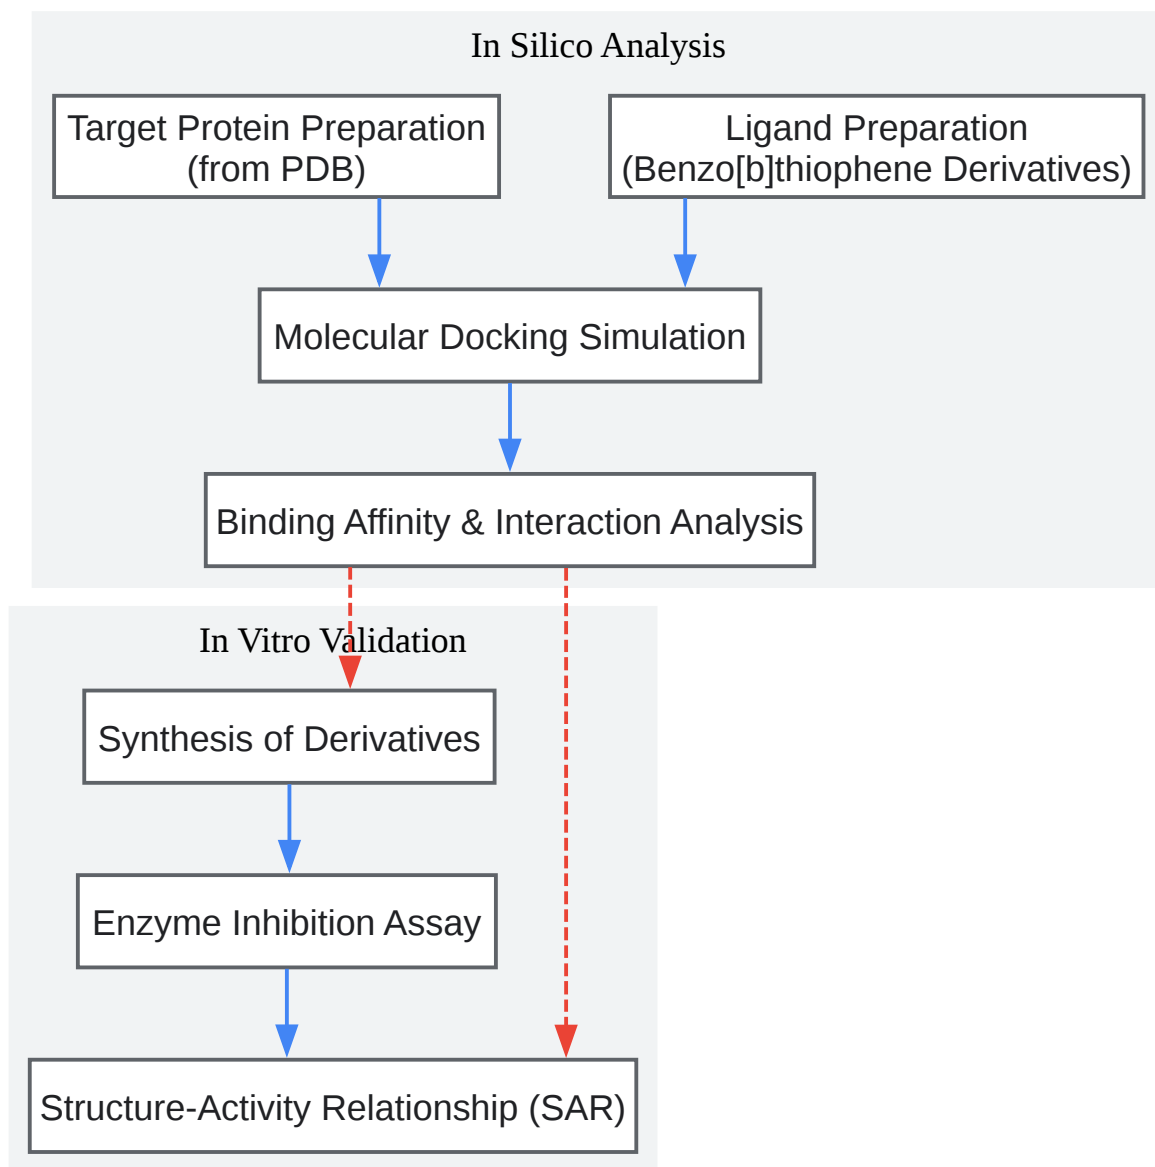 In Silico Analysis
Target Protein Preparation
(from PDB)
Ligand Preparation
(Benzo[b]thiophene Derivatives)
Molecular Docking Simulation
Binding Affinity & Interaction Analysis
In Vitro Validation
Synthesis of Derivatives
Enzyme Inhibition Assay
Structure-Activity Relationship (SAR)